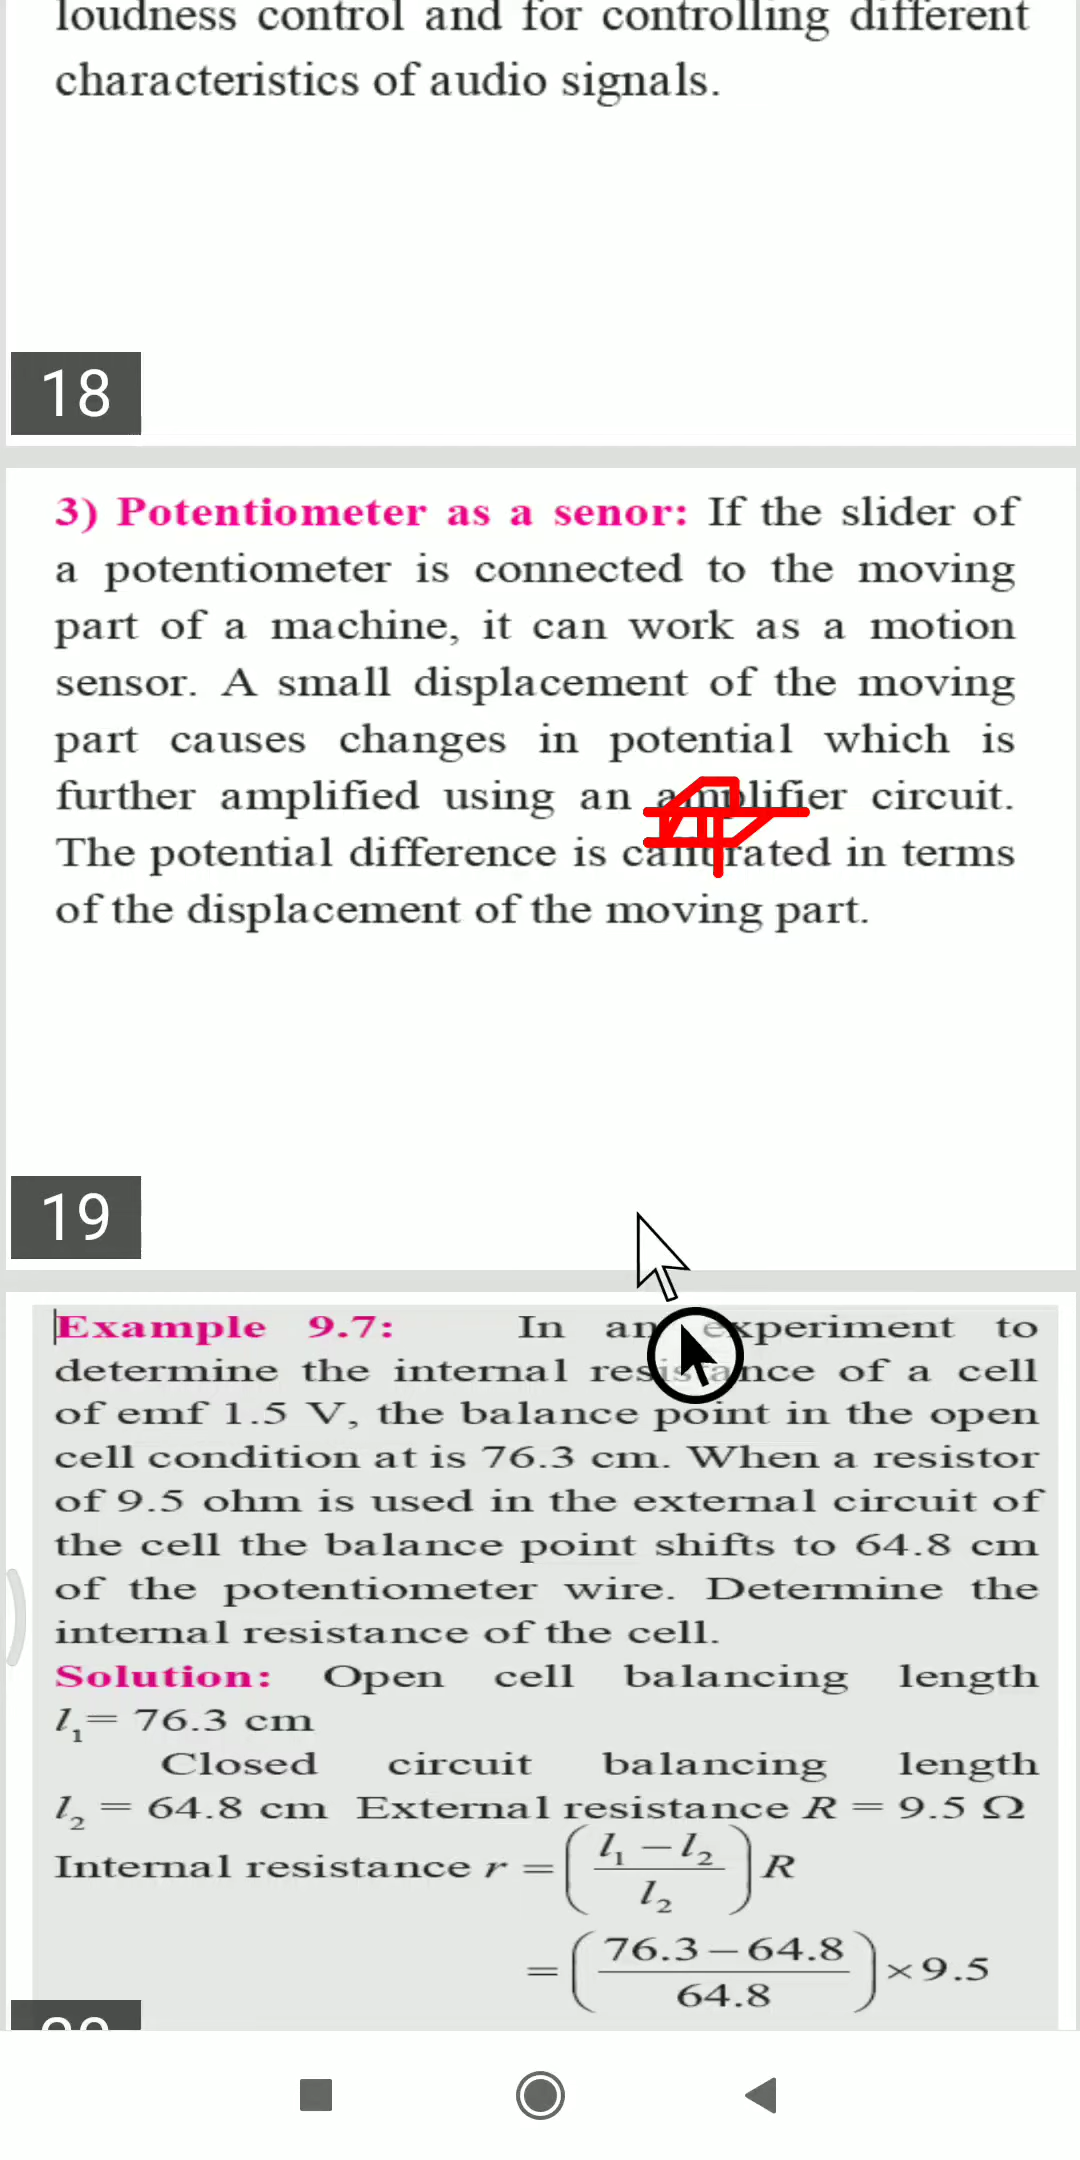 loudness control and for controlling different
characteristics of audio signals.
18
3) Potentiometer as a senor: If the slider of
a potentiometer is connected to the moving
part of a machine, it can work as a motion
sensor. A small displacement of the moving
part causes changes in potential which is
further amplified using an amplifier circuit.
The potential difference is calibrated in terms
of the displacement of the moving part.
19
Example 9.7: In an experiment to
determine the internal resistance of a cell
of emf 1.5 V, the balance point in the open
cell condition at is 76.3 cm. When a resistor
of 9.5 ohm is used in the external circuit of
the cell the balance point shifts to 64.8 cm
of the potentiometer wire. Determine the
internal resistance of the cell.
Solution: Open cell balancing length
l₁= 76.3 cm
Closed circuit balancing length
l₂ = 64.8 cm External resistance R = 9.5 Ω
Internal resistance r = (l₁ – l₂ / l₂) R
= (76.3 – 64.8 / 64.8) × 9.5